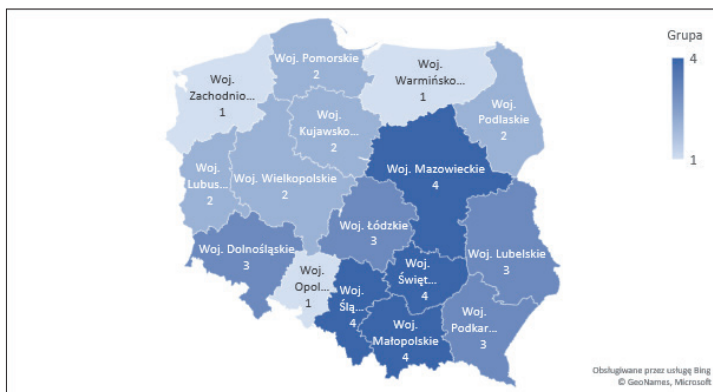 Grupa
4
1
Woj. Pomorskie
2
Woj.
Warmińsko...
1
Woj.
Zachodnio...
1
Woj.
Podlaskie
2
Woj.
Kujawsko...
2
Woj. Mazowieckie
4
Woj.
Lubus...
2
Woj. Wielkopolskie
2
Woj. Łódzkie
3
Woj. Dolnośląskie
3
Woj. Lubelskie
3
Woj.
Opol...
1
Woj.
Święt...
4
Woj.
Ślą...
4
Woj.
Małopolskie
4
Woj.
Podkar...
3
Obsługiwane przez usługę Bing
© GeoNames, Microsoft